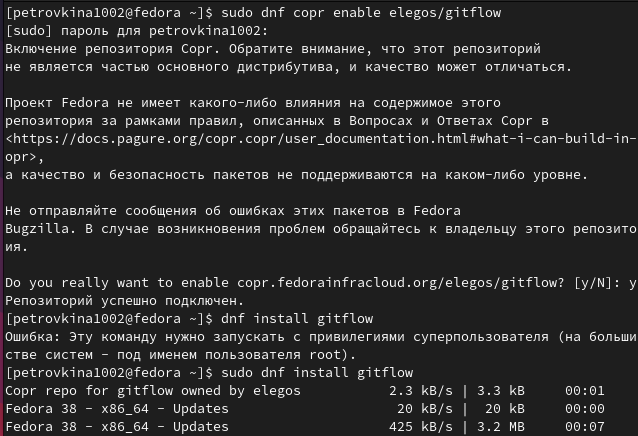 [petrovkina1002@fedora ~]$ sudo dnf copr enable elegos/gitflow
[sudo] пароль для petrovkina1002:
Включение репозитория Copr. Обратите внимание, что этот репозиторий
не является частью основного дистрибутива, и качество может отличаться.
Проект Fedora не имеет какого-либо влияния на содержимое этого
репозитория за рамками правил, описанных в Вопросах и Ответах Copr в
<https://docs.pagure.org/copr.copr/user_documentation.html#what-i-can-build-in-
opr>,
а качество и безопасность пакетов не поддерживаются на каком-либо уровне.
Не отправляйте сообщения об ошибках этих пакетов в Fedora
Bugzilla. В случае возникновения проблем обращайтесь к владельцу этого репозито
ия.
Do you really want to enable copr.fedorainfracloud.org/elegos/gitflow? [y/N]: y
Репозиторий успешно подключен.
[petrovkina1002@fedora ~]$ dnf install gitflow
Ошибка: Эту команду нужно запускать с привилегиями суперпользователя (на больши
стве систем - под именем пользователя root).
[petrovkina1002@fedora ~]$ sudo dnf install gitflow
Copr repo for gitflow owned by elegos 2.3 kB/s | 3.3 kB 00:01
Fedora 38 - x86_64 - Updates 20 kB/s | 20 kB 00:00
Fedora 38 - x86_64 - Updates 425 kB/s | 3.2 MB 00:07